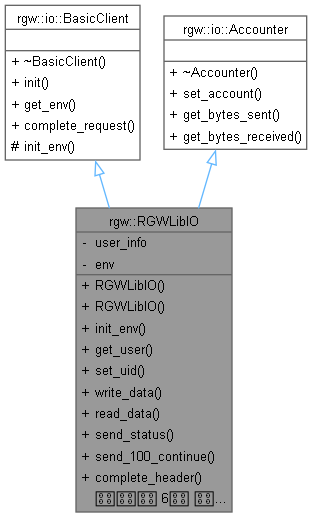 rgw::io::BasicClient
+ ~BasicClient()
+ init()
+ get_env()
+ complete_request()
# init_env()
rgw::io::Accounter
+ ~Accounter()
+ set_account()
+ get_bytes_sent()
+ get_bytes_received()
rgw::RGWLibIO
- user_info
- env
+ RGWLibIO()
+ RGWLibIO()
+ init_env()
+ get_user()
+ set_uid()
+ write_data()
+ read_data()
+ send_status()
+ send_100_continue()
+ complete_header()
6
...